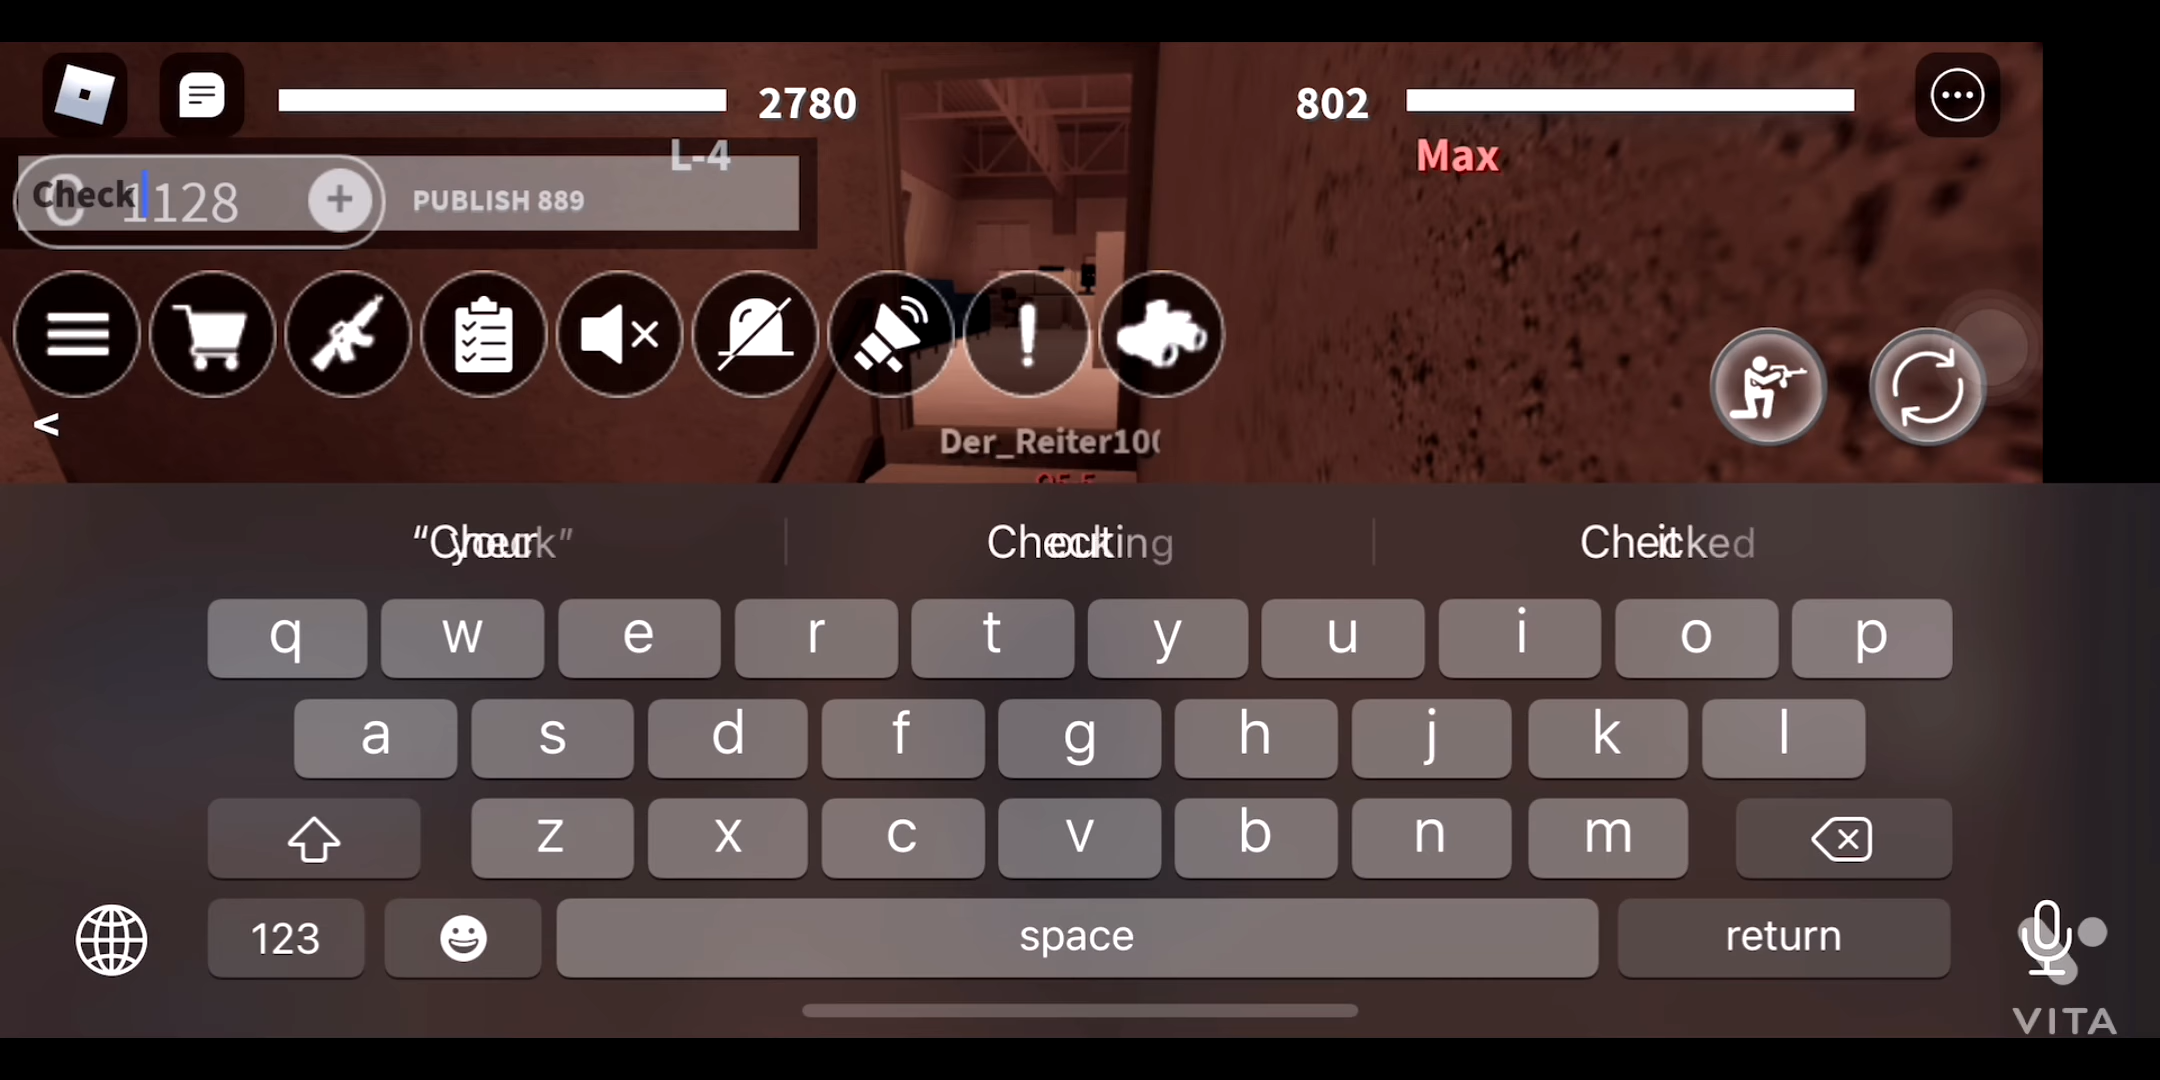 2780
802
L-4
Max
Check
1128
+
PUBLISH 889
<
Der_Reiter10
q w e r t y u i o p
a s d f g h j k l
z x c v b n m
123
space
return
VITA